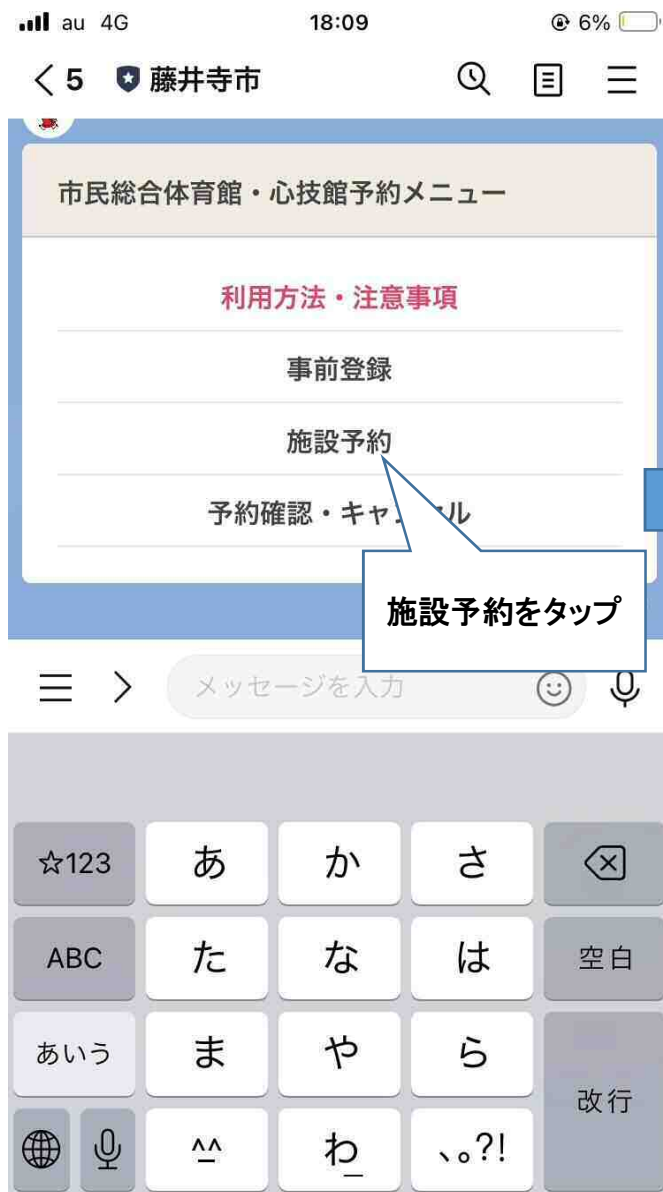 au 4G 18:09 6%
5 藤井寺市
市民総合体育館・心技館予約メニュー
利用方法・注意事項
事前登録
施設予約
予約確認・キャンセル
施設予約をタップ
メッセージを入力
☆123 あ か さ
ABC た な は 空白
あいう ま や ら
改行
^^ わ 、。?!